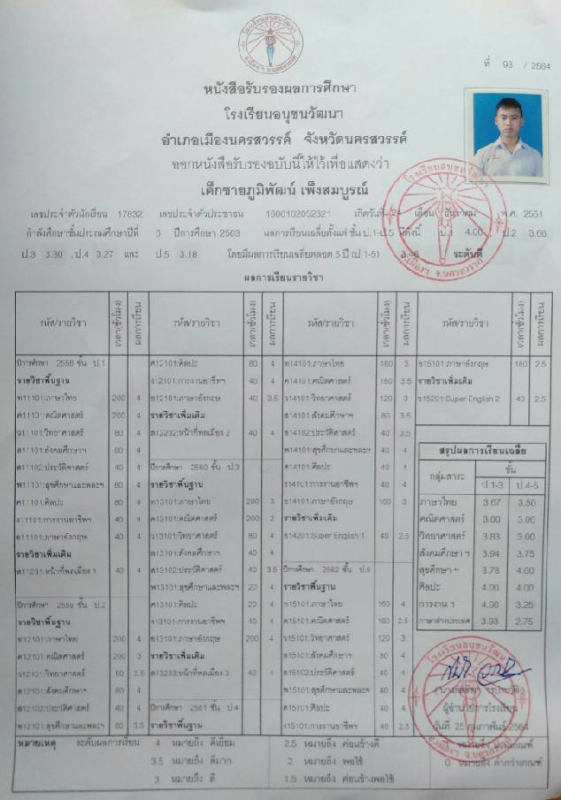 ที่ 93 / 2564
หนังสือรับรองผลการศึกษา
โรงเรียนอนุชนวัฒนา
อำเภอเมืองนครสวรรค์ จังหวัดนครสวรรค์
ออกหนังสือรับรองฉบับนี้ให้ไว้เพื่อแสดงว่า
เด็กชายภูมิพัฒน์ เพ็งสมบูรณ์
เลขประจำตัวนักเรียน 17832 เลขประจำตัวประชาชน เกิดวันที่ เดือน พ.ศ. 2551
กำลังศึกษาชั้นประถมศึกษาปีที่ ปีการศึกษา 2563 ผลการเรียนเฉลี่ยตั้งแต่ ชั้น ป.1-ป.5 ดังนี้ ป.1 4.00 ป.2
ป.3 3.30 ป.4 3.27 และ ป.5 3.18 โดยมีผลการเรียนเฉลี่ยตลอด 5 ปี (ป.1-5) ระดับดี
ผลการเรียนรายวิชา
รหัส/รายวิชา เวลา(ชั่วโมง) ผลการเรียน รหัส/รายวิชา เวลา(ชั่วโมง) ผลการเรียน รหัส/รายวิชา เวลา(ชั่วโมง) ผลการเรียน รหัส/รายวิชา เวลา(ชั่วโมง) ผลการเรียน
ปีการศึกษา 2558 ชั้น ป.1
รายวิชาพื้นฐาน
ท11101:ภาษาไทย 200 4
ค11101:คณิตศาสตร์ 200 4
ว11101:วิทยาศาสตร์ 80 4
ส11101:สังคมศึกษาฯ 80 4
ส11102:ประวัติศาสตร์ 40 4
พ11101:สุขศึกษาและพละฯ 80 4
ศ11101:ศิลปะ 80 4
ง11101:การงานอาชีพฯ 40 4
อ11101:ภาษาอังกฤษ 40 4
รายวิชาเพิ่มเติม
ส11231:หน้าที่พลเมือง 1 40 4
ปีการศึกษา 2559 ชั้น ป.2
รายวิชาพื้นฐาน
ท12101:ภาษาไทย 200 4
ค12101:คณิตศาสตร์ 200 3
ว12101:วิทยาศาสตร์ 80 3.5
ส12101:สังคมศึกษาฯ 80 4
ส12102:ประวัติศาสตร์ 40 4
พ12101:สุขศึกษาและพละฯ 80 3.5
ศ12101:ศิลปะ 80 4
ง12101:การงานอาชีพฯ 40 4
อ12101:ภาษาอังกฤษ 40 3.5
รายวิชาเพิ่มเติม
ส12232:หน้าที่พลเมือง 2 40 4
ปีการศึกษา 2560 ชั้น ป.3
รายวิชาพื้นฐาน
ท13101:ภาษาไทย 200
ค13101:คณิตศาสตร์ 200
ว13101:วิทยาศาสตร์ 80 4
ส13101:สังคมศึกษาฯ 40 4
ส13102:ประวัติศาสตร์ 40 3.5
พ13101:สุขศึกษาและพละฯ 20 4
ศ13101:ศิลปะ 20 4
ง13101:การงานอาชีพฯ 40 4
อ13101:ภาษาอังกฤษ 200 4
รายวิชาเพิ่มเติม
ส13233:หน้าที่พลเมือง 3 40 4
ปีการศึกษา 2561 ชั้น ป.4
รายวิชาพื้นฐาน
ท14101:ภาษาไทย 160 3
ค14101:คณิตศาสตร์ 160 3.5
ว14101:วิทยาศาสตร์ 120 3
ส14101:สังคมศึกษาฯ 80 3.5
ส14102:ประวัติศาสตร์ 40 3.5
พ14101:สุขศึกษาและพละฯ 40 4
ศ14101:ศิลปะ 40 4
ง14101:การงานอาชีพฯ 40 4
อ14101:ภาษาอังกฤษ 160 3
รายวิชาเพิ่มเติม
อ14201:Super English 1 40 2.5
ปีการศึกษา 2562 ชั้น ป.5
รายวิชาพื้นฐาน
ท15101:ภาษาไทย 160 4
ค15101:คณิตศาสตร์ 160 2.5
ว15101:วิทยาศาสตร์ 120 3
ส15101:สังคมศึกษาฯ 80 4
ส15102:ประวัติศาสตร์ 40 4
พ15101:สุขศึกษาและพละฯ 40 4
ศ15101:ศิลปะ 40 4
ง15101:การงานอาชีพฯ 40 2.5
อ15101:ภาษาอังกฤษ 160 2.5
รายวิชาเพิ่มเติม
อ15201:Super English 2 40 2.5
สรุปผลการเรียนเฉลี่ย
กลุ่มสาระ ชั้น
ป.1-3 ป.4-5
ภาษาไทย 3.67 3.50
คณิตศาสตร์ 3.00 3.00
วิทยาศาสตร์ 3.83 3.00
สังคมศึกษา ฯ 3.94 3.75
สุขศึกษา ฯ 3.78 4.00
ศิลปะ 4.00 4.00
การงาน ฯ 4.00 3.25
ภาษาต่างประเทศ 2.75
ผู้อำนวยการโรงเรียน
วันที่ 25 กุมภาพันธ์ 2564
หมายเหตุ ระดับผลการเรียน 4 หมายถึง ดีเยี่ยม 2.5 หมายถึง ค่อนข้างดี 1 หมายถึง ผ่านเกณฑ์
3.5 หมายถึง ดีมาก 2 หมายถึง พอใช้ 0 หมายถึง ต่ำกว่าเกณฑ์
3 หมายถึง ดี 1.5 หมายถึง ค่อนข้างพอใช้